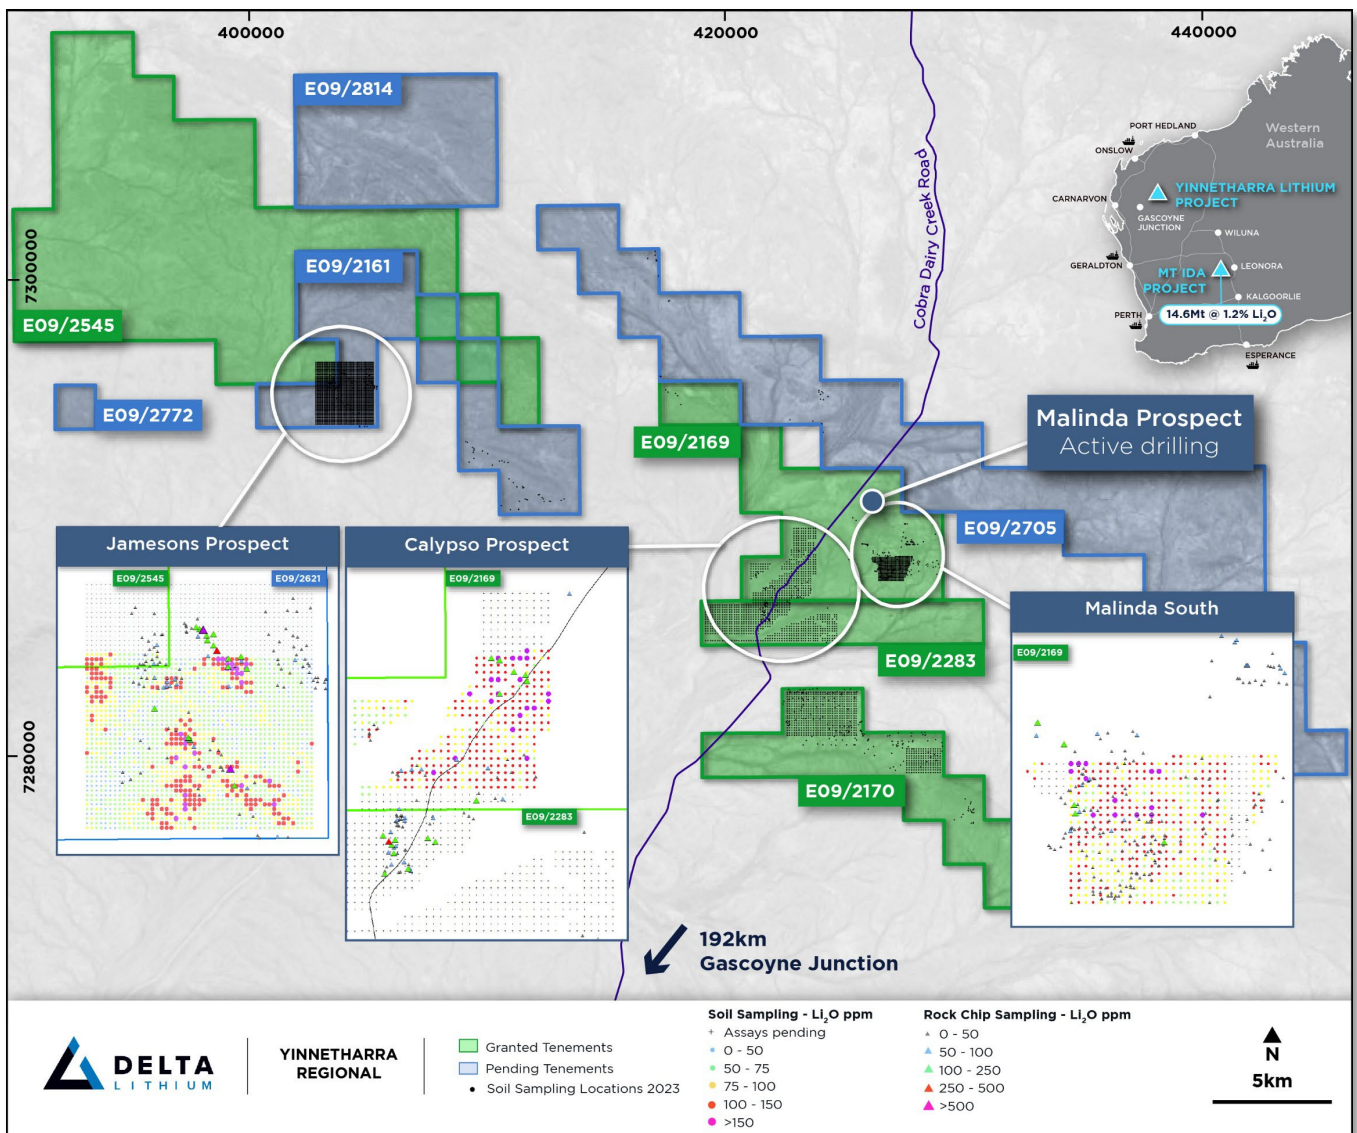 400000
420000
440000
E09/2814
7300000
E09/2161
E09/2545
E09/2772
Cobra Dairy Creek Road
Western
Australia
PORT HEDLAND
ONSLOW
YINNETHARRA LITHIUM
PROJECT
CARNARVON
GASCOYNE
JUNCTION
WILUNA
GERALDTON
LEONORA
MT IDA
PROJECT
KALGOORLIE
PERTH
14.6Mt @ 1.2% Li₂O
ESPERANCE
E09/2169
Malinda Prospect
Active drilling
E09/2705
Jamesons Prospect
E09/2545
E09/2621
Calypso Prospect
E09/2169
E09/2283
Malinda South
E09/2169
E09/2283
7280000
E09/2170
192km
Gascoyne Junction
DELTA
LITHIUM
YINNETHARRA
REGIONAL
Granted Tenements
Pending Tenements
Soil Sampling Locations 2023
Soil Sampling - Li₂O ppm
+ Assays pending
0 - 50
50 - 75
75 - 100
100 - 150
>150
Rock Chip Sampling - Li₂O ppm
0 - 50
50 - 100
100 - 250
250 - 500
>500
N
5km